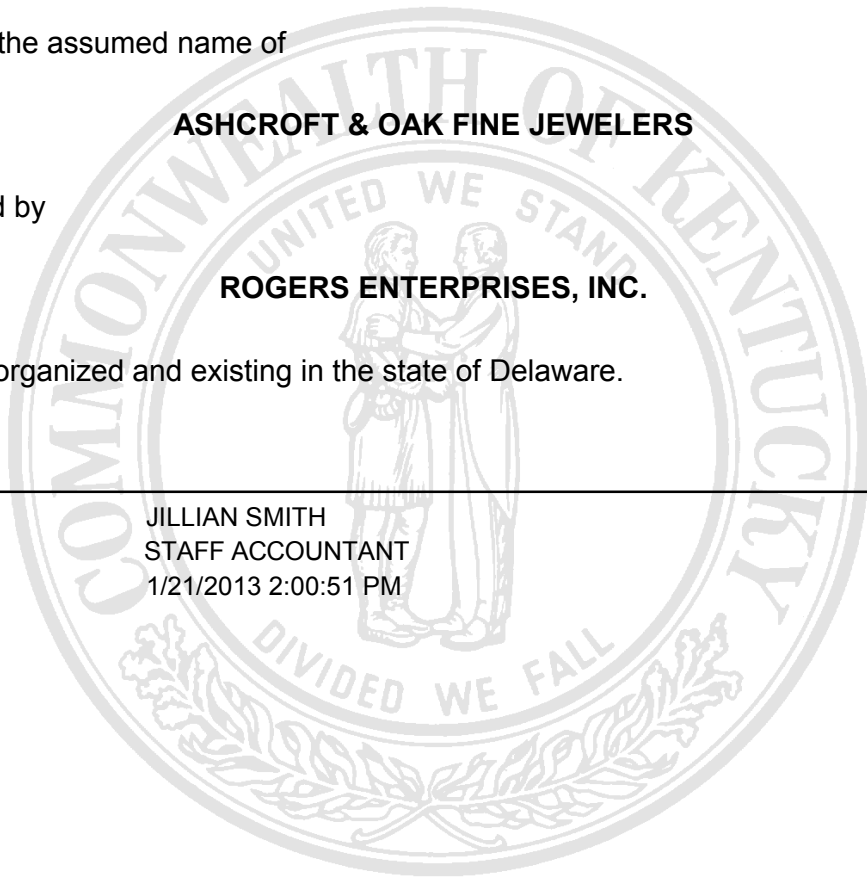 the assumed name of
ASHCROFT & OAK FINE JEWELERS
d by
ROGERS ENTERPRISES, INC.
organized and existing in the state of Delaware.
JILLIAN SMITH
STAFF ACCOUNTANT
1/21/2013 2:00:51 PM
COMMONWEALTH OF KENTUCKY
UNITED WE STAND
DIVIDED WE FALL